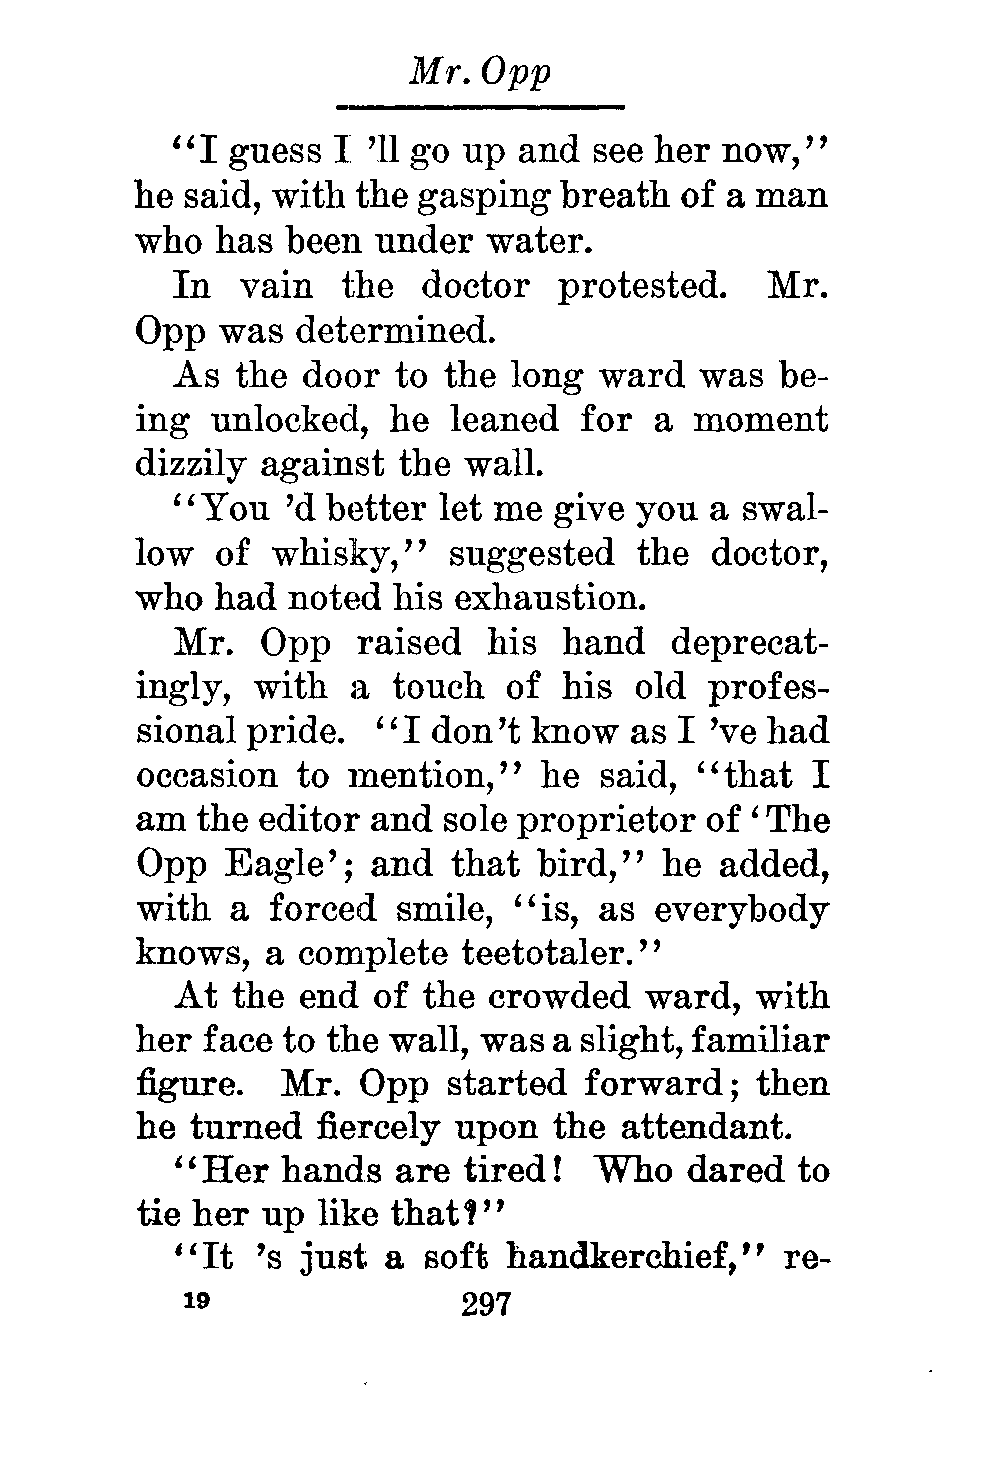 Mr. Opp
“I guess I ’ll go up and see her now,”
he said, with the gasping breath of a man
who has been under water.
In vain the doctor protested. Mr.
Opp was determined.
As the door to the long ward was be-
ing unlocked, he leaned for a moment
dizzily against the wall.
“You ’d better let me give you a swal-
low of whisky,” suggested the doctor,
who had noted his exhaustion.
Mr. Opp raised his hand deprecat-
ingly, with a touch of his old profes-
sional pride. “I don’t know as I ’ve had
occasion to mention,” he said, “that I
am the editor and sole proprietor of ‘The
Opp Eagle’; and that bird,” he added,
with a forced smile, “is, as everybody
knows, a complete teetotaler.”
At the end of the crowded ward, with
her face to the wall, was a slight, familiar
figure. Mr. Opp started forward; then
he turned fiercely upon the attendant.
“Her hands are tired! Who dared to
tie her up like that?”
“It ’s just a soft handkerchief,” re-
19 297